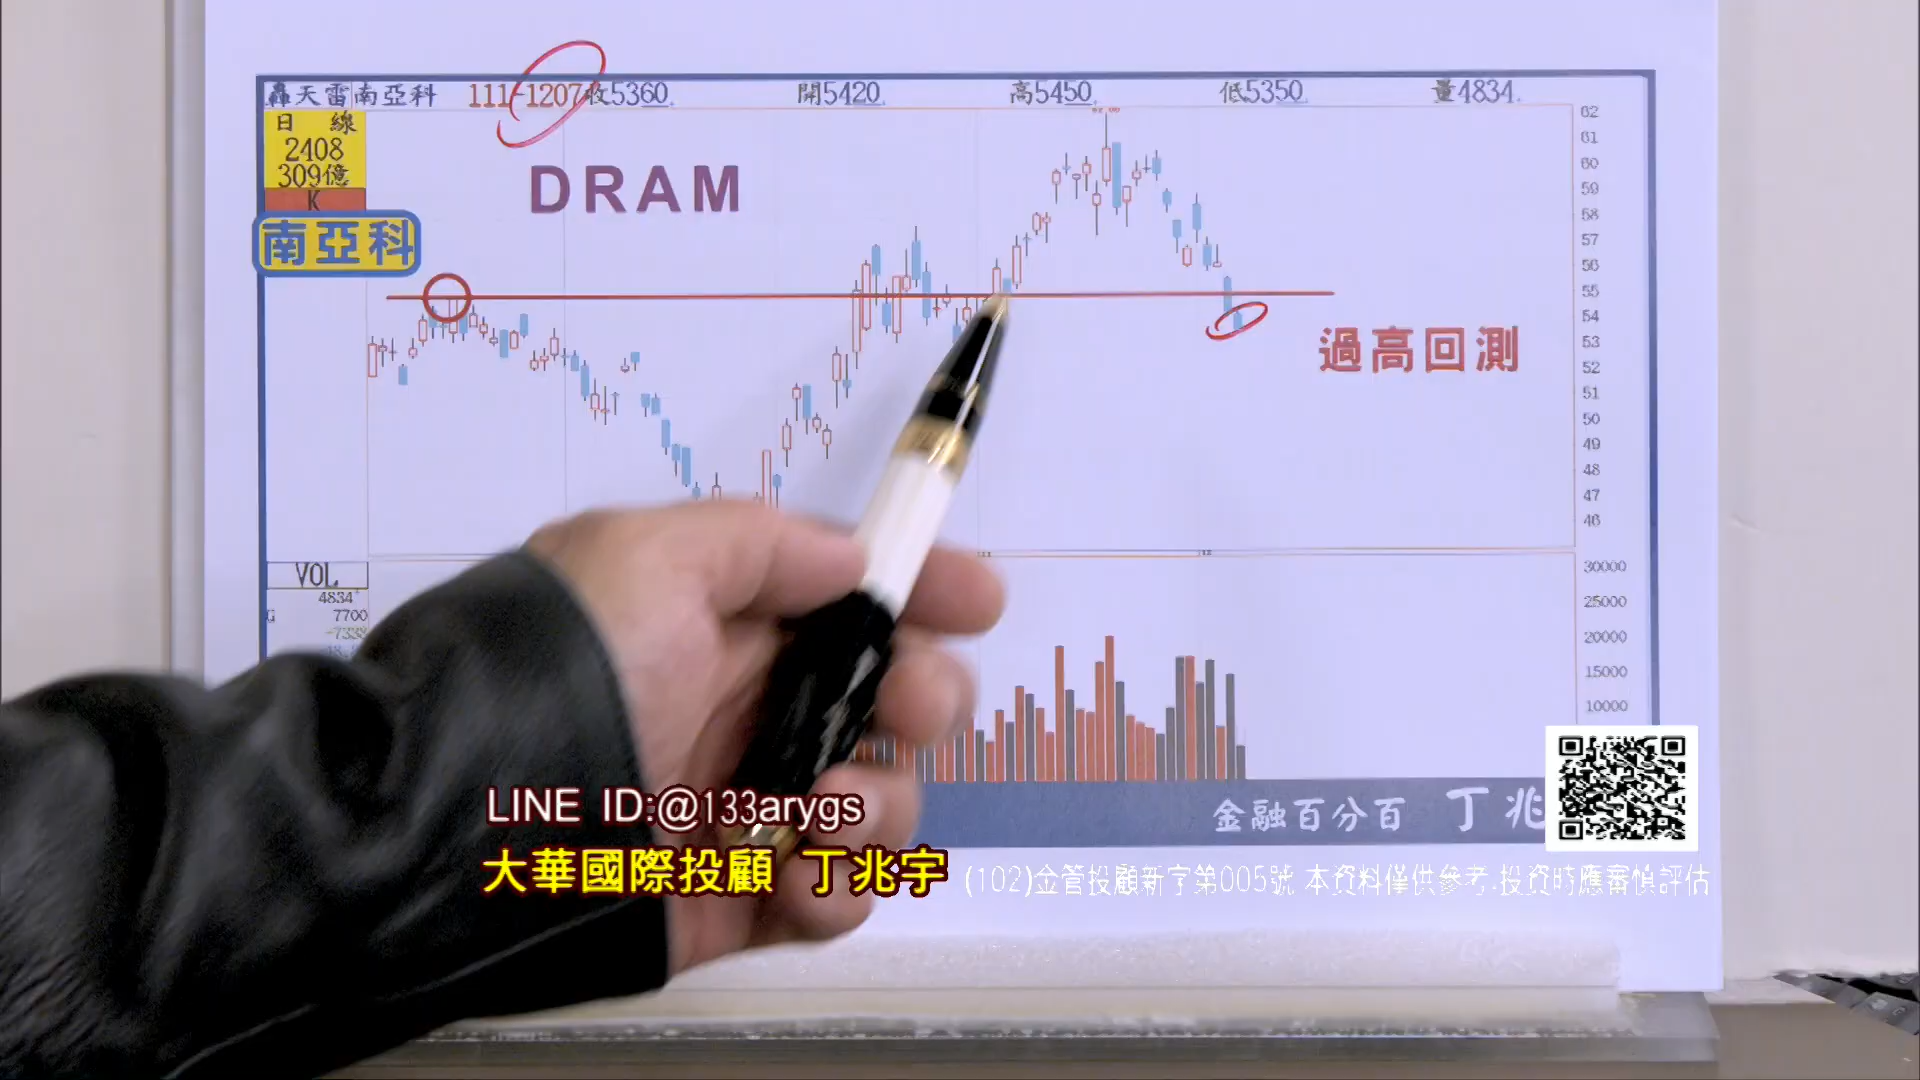 轟天雷南亞科 111-1207收5360. 開5420. 高5450. 低5350. 量4834.
日 線
2408
309億
K
南亞科
DRAM
過高回測
62
61
60
59
58
57
56
55
54
53
52
51
50
49
48
47
46
VOL
4834
G 7700
-7338
30000
25000
20000
15000
10000
金融百分百 丁兆
LINE ID:@133arygs
大華國際投顧 丁兆宇
(102)金管投顧新字第005號 本資料僅供參考.投資時應審慎評估